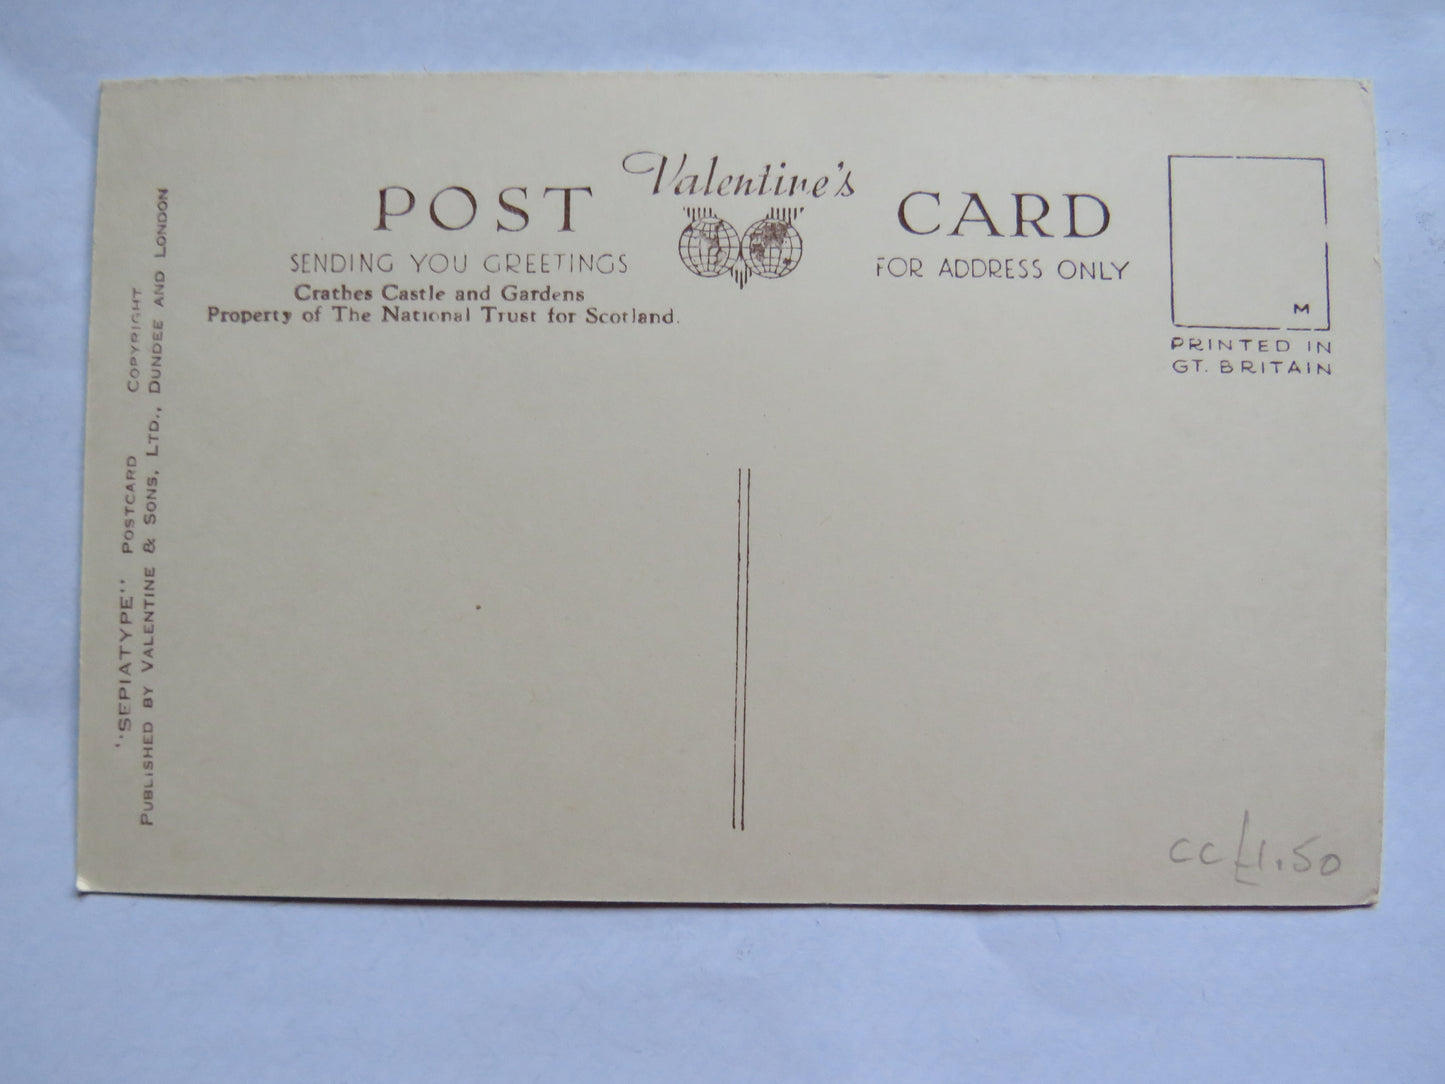 Valentine's
POST CARD
SENDING YOU GREETINGS
FOR ADDRESS ONLY
Crathes Castle and Gardens
Property of The National Trust for Scotland.
M
PRINTED IN
GT. BRITAIN
"SEPIATYPE" POSTCARD COPYRIGHT
PUBLISHED BY VALENTINE & SONS, LTD., DUNDEE AND LONDON
CC £1.50